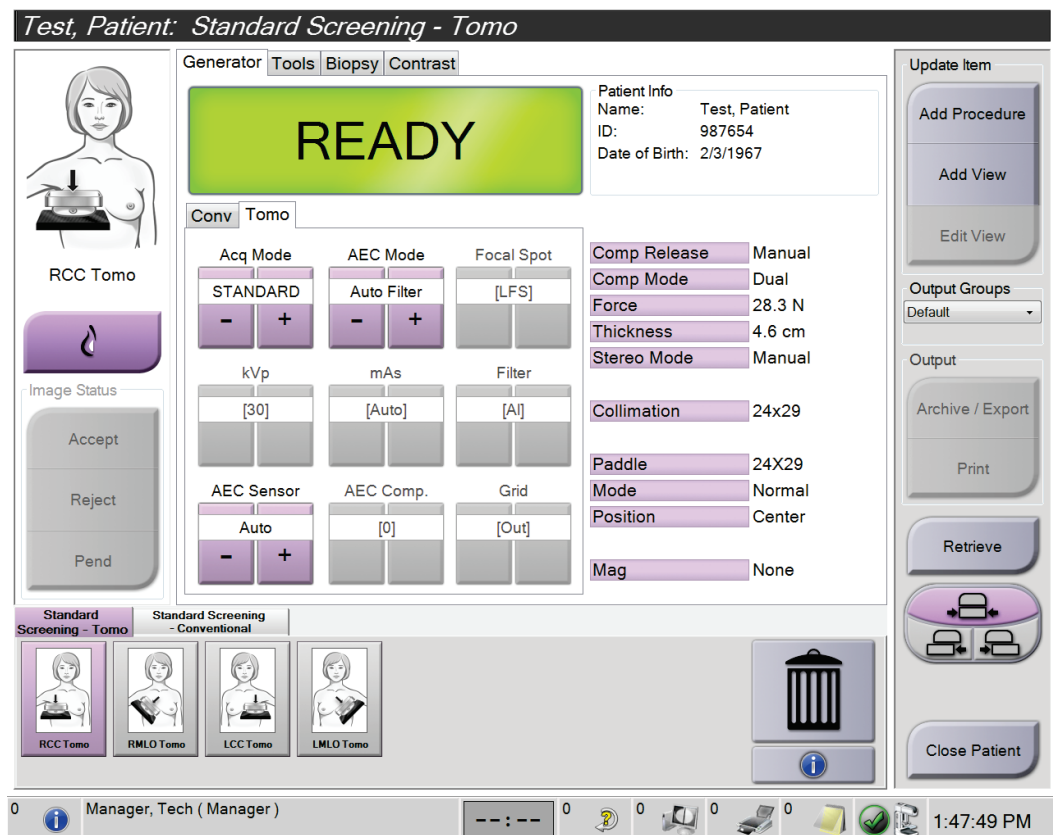 Test, Patient: Standard Screening - Tomo
RCC Tomo
Image Status
Accept
Reject
Pend
Generator Tools Biopsy Contrast
READY
Patient Info
Name: Test, Patient
ID: 987654
Date of Birth: 2/3/1967
Conv Tomo
Acq Mode AEC Mode Focal Spot
STANDARD Auto Filter [LFS]
- + - +
kVp mAs Filter
[30] [Auto] [Al]
AEC Sensor AEC Comp. Grid
Auto [0] [Out]
- +
Comp Release Manual
Comp Mode Dual
Force 28.3 N
Thickness 4.6 cm
Stereo Mode Manual
Collimation 24x29
Paddle 24X29
Mode Normal
Position Center
Mag None
Update Item
Add Procedure
Add View
Edit View
Output Groups
Default
Output
Archive / Export
Print
Retrieve
Close Patient
Standard
Screening - Tomo
Standard Screening
- Conventional
RCC Tomo RMLO Tomo LCC Tomo LMLO Tomo
0 Manager, Tech ( Manager ) --:-- 0 0 0 0 1:47:49 PM